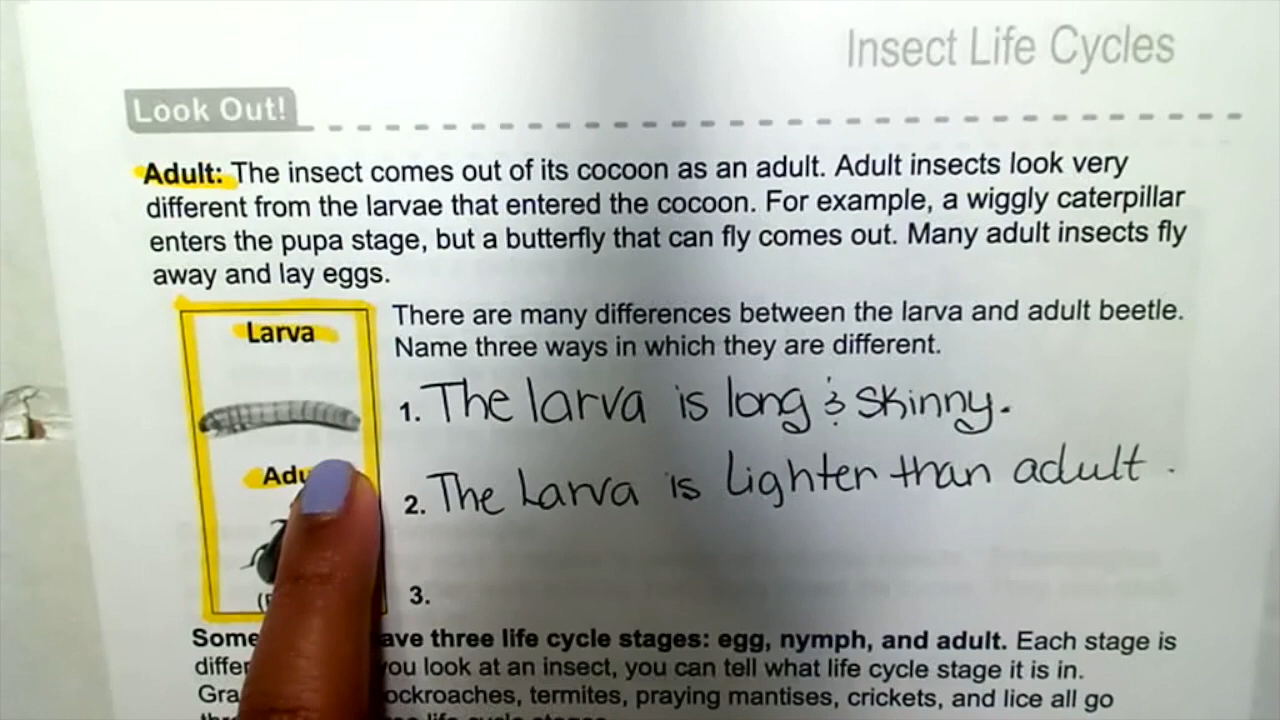 Insect Life Cycles
Look Out!
Adult: The insect comes out of its cocoon as an adult. Adult insects look very
different from the larvae that entered the cocoon. For example, a wiggly caterpillar
enters the pupa stage, but a butterfly that can fly comes out. Many adult insects fly
away and lay eggs.
Larva
There are many differences between the larva and adult beetle.
Name three ways in which they are different.
1. The larva is long & skinny.
2. The Larva is Lighter than adult.
3.
Some ave three life cycle stages: egg, nymph, and adult. Each stage is
differ you look at an insect, you can tell what life cycle stage it is in.
Gra ockroaches, termites, praying mantises, crickets, and lice all go